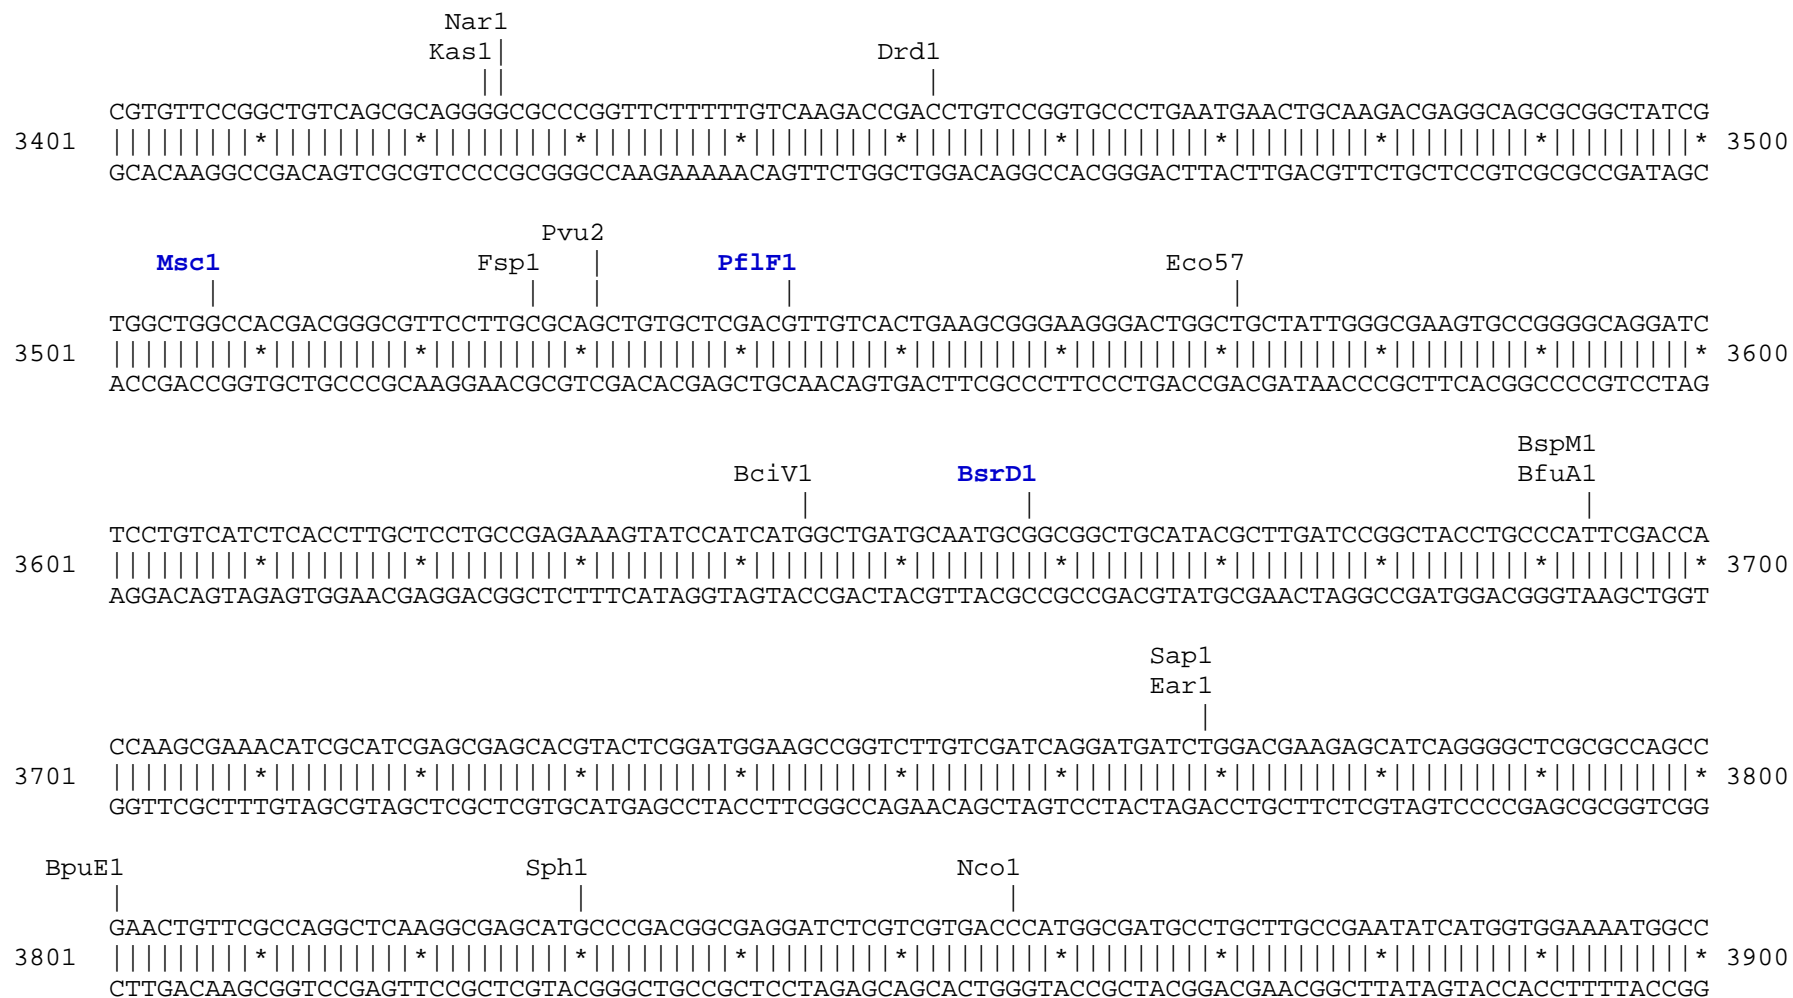 Nar1
Kas1|
||
Drd1
|
CGTGTTCCGGCTGTCAGCGCAGGGGCGCCCGGTTCTTTTTGTCAAGACCGACCTGTCCGGTGCCCTGAATGAACTGCAAGACGAGGCAGCGCGGCTATCG
3401 |||||||||*|||||||||*|||||||||*|||||||||*|||||||||*|||||||||*|||||||||*|||||||||*|||||||||*|||||||||* 3500
GCACAAGGCCGACAGTCGCGTCCCCGCGGGCCAAGAAAAACAGTTCTGGCTGGACAGGCCACGGGACTTACTTGACGTTCTGCTCCGTCGCGCCGATAGC
Pvu2
Msc1 Fsp1 | PflF1 Eco57
| | | | |
TGGCTGGCCACGACGGGCGTTCCTTGCGCAGCTGTGCTCGACGTTGTCACTGAAGCGGGAAGGGACTGGCTGCTATTGGGCGAAGTGCCGGGGCAGGATC
3501 |||||||||*|||||||||*|||||||||*|||||||||*|||||||||*|||||||||*|||||||||*|||||||||*|||||||||*|||||||||* 3600
ACCGACCGGTGCTGCCCGCAAGGAACGCGTCGACACGAGCTGCAACAGTGACTTCGCCCTTCCCTGACCGACGATAACCCGCTTCACGGCCCCGTCCTAG
BspM1
BciV1 BsrD1 BfuA1
| | |
TCCTGTCATCTCACCTTGCTCCTGCCGAGAAAGTATCCATCATGGCTGATGCAATGCGGCGGCTGCATACGCTTGATCCGGCTACCTGCCCATTCGACCA
3601 |||||||||*|||||||||*|||||||||*|||||||||*|||||||||*|||||||||*|||||||||*|||||||||*|||||||||*|||||||||* 3700
AGGACAGTAGAGTGGAACGAGGACGGCTCTTTCATAGGTAGTACCGACTACGTTACGCCGCCGACGTATGCGAACTAGGCCGATGGACGGGTAAGCTGGT
Sap1
Ear1
|
CCAAGCGAAACATCGCATCGAGCGAGCACGTACTCGGATGGAAGCCGGTCTTGTCGATCAGGATGATCTGGACGAAGAGCATCAGGGGCTCGCGCCAGCC
3701 |||||||||*|||||||||*|||||||||*|||||||||*|||||||||*|||||||||*|||||||||*|||||||||*|||||||||*|||||||||* 3800
GGTTCGCTTTGTAGCGTAGCTCGCTCGTGCATGAGCCTACCTTCGGCCAGAACAGCTAGTCCTACTAGACCTGCTTCTCGTAGTCCCCGAGCGCGGTCGG
BpuE1 Sph1 Nco1
| | |
GAACTGTTCGCCAGGCTCAAGGCGAGCATGCCCGACGGCGAGGATCTCGTCGTGACCCATGGCGATGCCTGCTTGCCGAATATCATGGTGGAAAATGGCC
3801 |||||||||*|||||||||*|||||||||*|||||||||*|||||||||*|||||||||*|||||||||*|||||||||*|||||||||*|||||||||* 3900
CTTGACAAGCGGTCCGAGTTCCGCTCGTACGGGCTGCCGCTCCTAGAGCAGCACTGGGTACCGCTACGGACGAACGGCTTATAGTACCACCTTTTACCGG